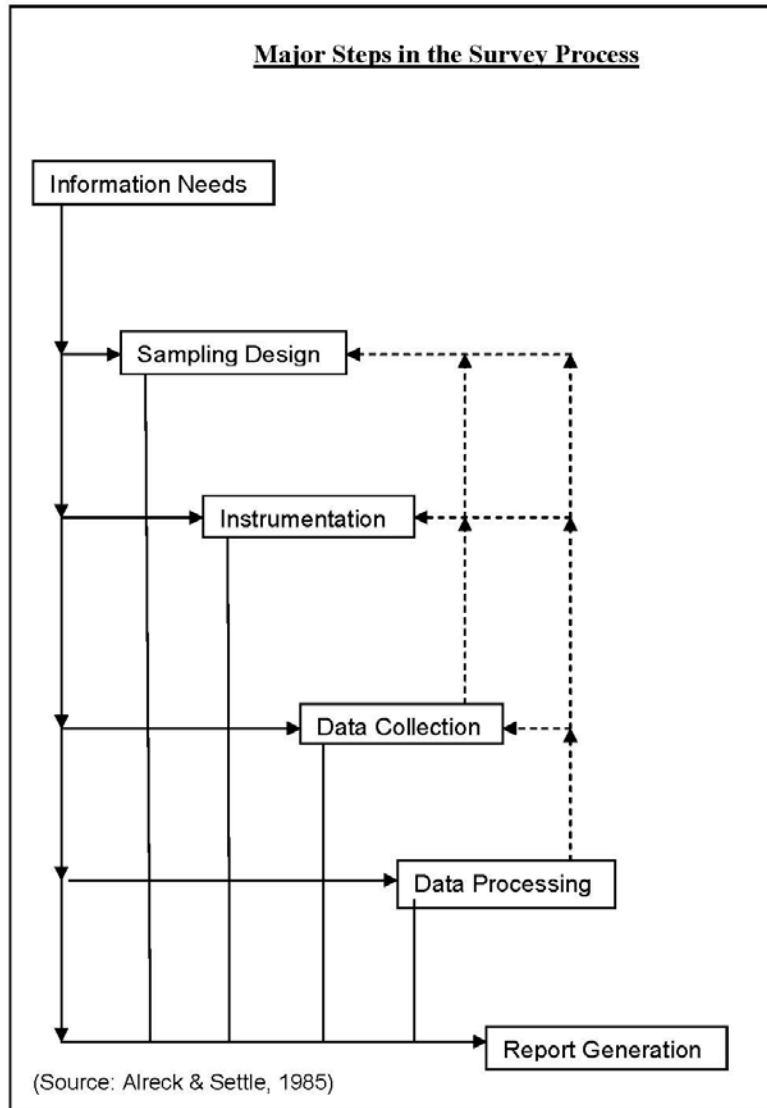 Major Steps in the Survey Process
Information Needs
Sampling Design
Instrumentation
Data Collection
Data Processing
Report Generation
(Source: Alreck & Settle, 1985)